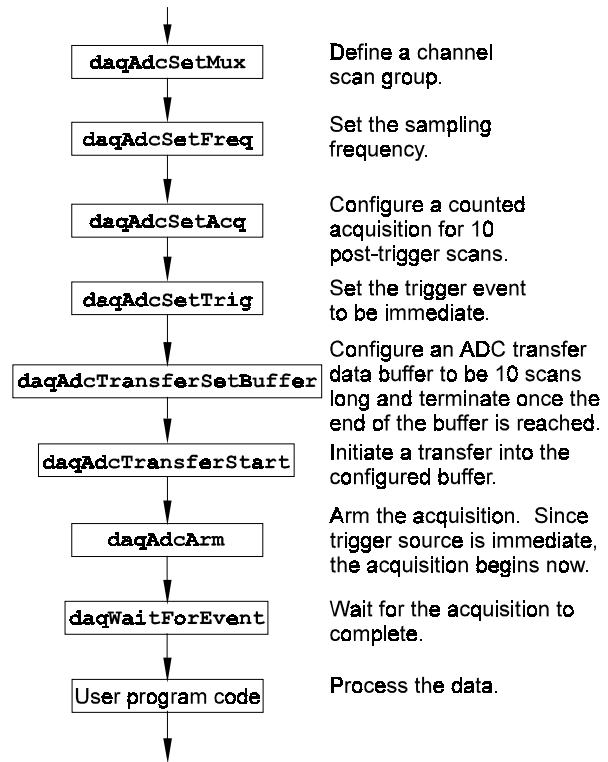 daqAdcSetMux
Define a channel
scan group.
daqAdcSetFreq
Set the sampling
frequency.
daqAdcSetAcq
Configure a counted
acquisition for 10
post-trigger scans.
daqAdcSetTrig
Set the trigger event
to be immediate.
daqAdcTransferSetBuffer
Configure an ADC transfer
data buffer to be 10 scans
long and terminate once the
end of the buffer is reached.
daqAdcTransferStart
Initiate a transfer into the
configured buffer.
daqAdcArm
Arm the acquisition.  Since
trigger source is immediate,
the acquisition begins now.
daqWaitForEvent
Wait for the acquisition to
complete.
User program code
Process the data.